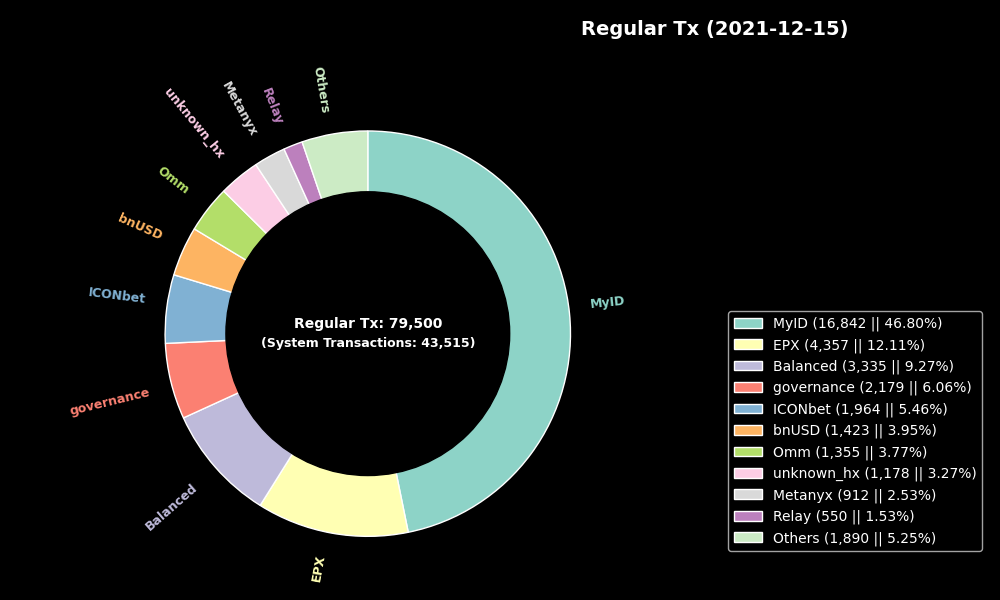 Regular Tx (2021-12-15)
Others
Relay
Metanyx
unknown_hx
Omm
bnUSD
ICONbet
governance
Balanced
EPX
MyID
Regular Tx: 79,500
(System Transactions: 43,515)
MyID (16,842 || 46.80%)
EPX (4,357 || 12.11%)
Balanced (3,335 || 9.27%)
governance (2,179 || 6.06%)
ICONbet (1,964 || 5.46%)
bnUSD (1,423 || 3.95%)
Omm (1,355 || 3.77%)
unknown_hx (1,178 || 3.27%)
Metanyx (912 || 2.53%)
Relay (550 || 1.53%)
Others (1,890 || 5.25%)